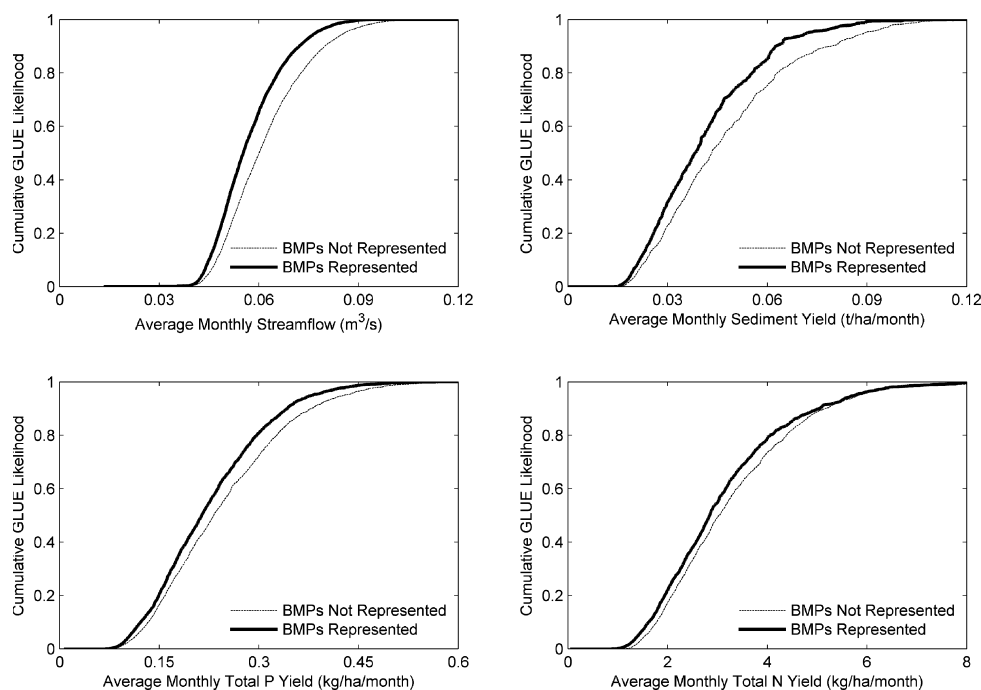 Cumulative GLUE Likelihood
1
0.8
0.6
0.4
0.2
0
BMPs Not Represented
BMPs Represented
0 0.03 0.06 0.09 0.12
Average Monthly Streamflow (m³/s)
Cumulative GLUE Likelihood
1
0.8
0.6
0.4
0.2
0
BMPs Not Represented
BMPs Represented
0 0.03 0.06 0.09 0.12
Average Monthly Sediment Yield (t/ha/month)
Cumulative GLUE Likelihood
1
0.8
0.6
0.4
0.2
0
BMPs Not Represented
BMPs Represented
0 0.15 0.3 0.45 0.6
Average Monthly Total P Yield (kg/ha/month)
Cumulative GLUE Likelihood
1
0.8
0.6
0.4
0.2
0
BMPs Not Represented
BMPs Represented
0 2 4 6 8
Average Monthly Total N Yield (kg/ha/month)